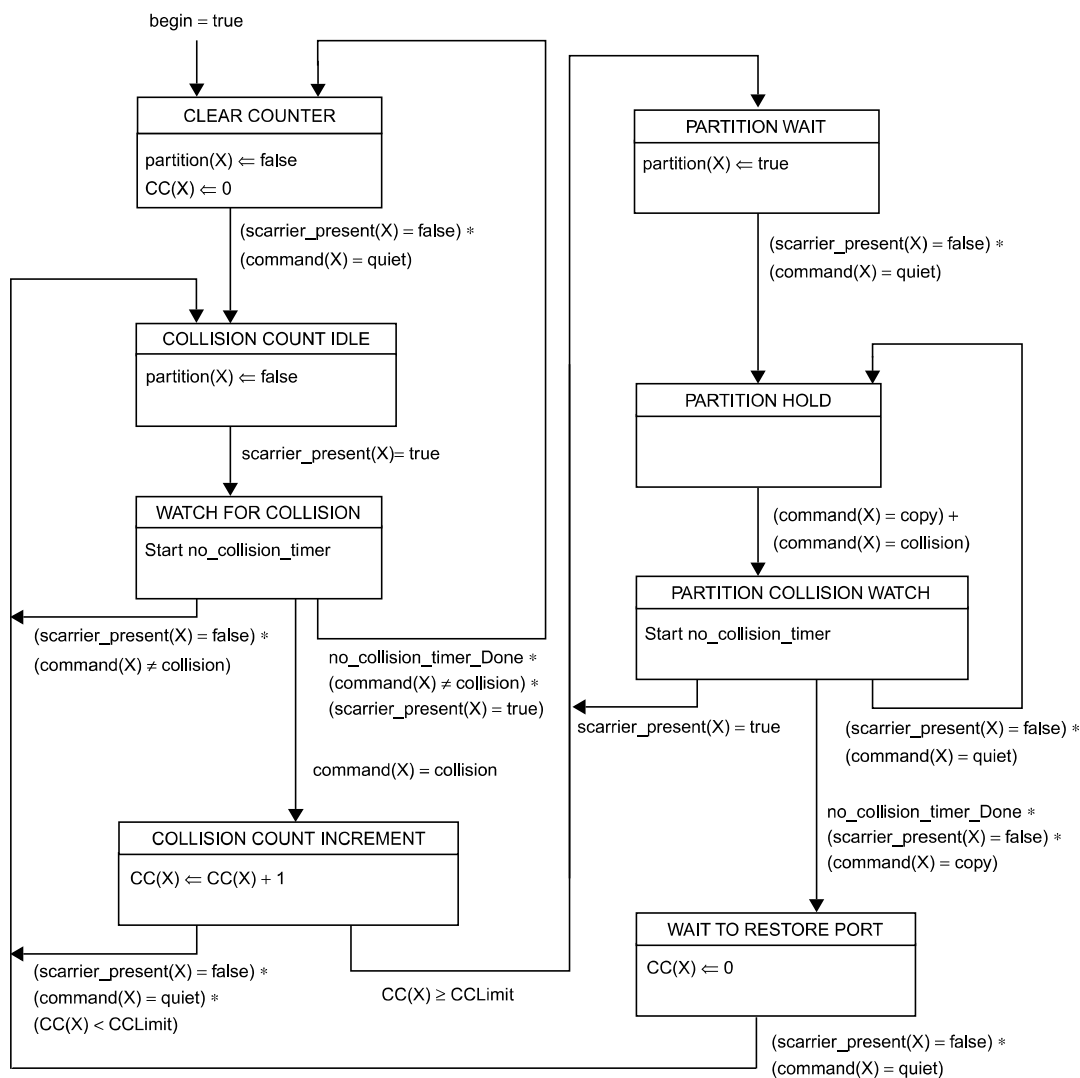 begin = true
CLEAR COUNTER
partition(X) ⇐ false
CC(X) ⇐ 0
(scarrier_present(X) = false) *
(command(X) = quiet)
COLLISION COUNT IDLE
partition(X) ⇐ false
scarrier_present(X)= true
WATCH FOR COLLISION
Start no_collision_timer
(scarrier_present(X) = false) *
(command(X) ≠ collision)
no_collision_timer_Done *
(command(X) ≠ collision) *
(scarrier_present(X) = true)
command(X) = collision
COLLISION COUNT INCREMENT
CC(X) ⇐ CC(X) + 1
(scarrier_present(X) = false) *
(command(X) = quiet) *
(CC(X) < CCLimit)
CC(X) ≥ CCLimit
PARTITION WAIT
partition(X) ⇐ true
(scarrier_present(X) = false) *
(command(X) = quiet)
PARTITION HOLD
(command(X) = copy) +
(command(X) = collision)
PARTITION COLLISION WATCH
Start no_collision_timer
scarrier_present(X) = true
(scarrier_present(X) = false) *
(command(X) = quiet)
no_collision_timer_Done *
(scarrier_present(X) = false) *
(command(X) = copy)
WAIT TO RESTORE PORT
CC(X) ⇐ 0
(scarrier_present(X) = false) *
(command(X) = quiet)